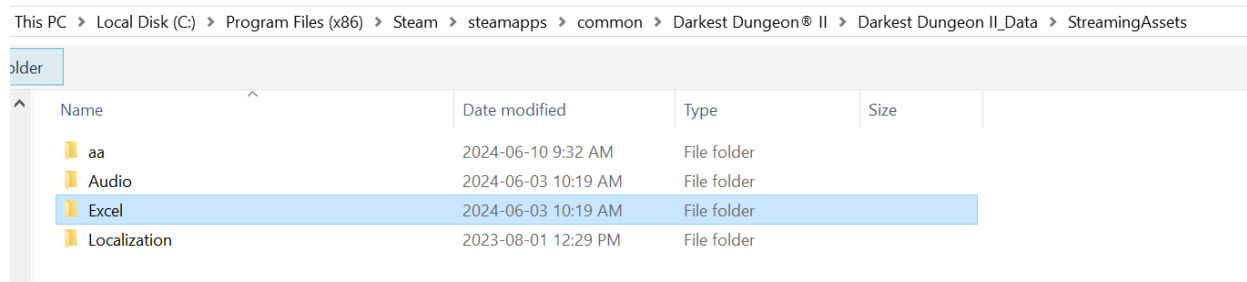 This PC > Local Disk (C:) > Program Files (x86) > Steam > steamapps > common > Darkest Dungeon® II > Darkest Dungeon II_Data > StreamingAssets
older
Name Date modified Type Size
aa 2024-06-10 9:32 AM File folder
Audio 2024-06-03 10:19 AM File folder
Excel 2024-06-03 10:19 AM File folder
Localization 2023-08-01 12:29 PM File folder